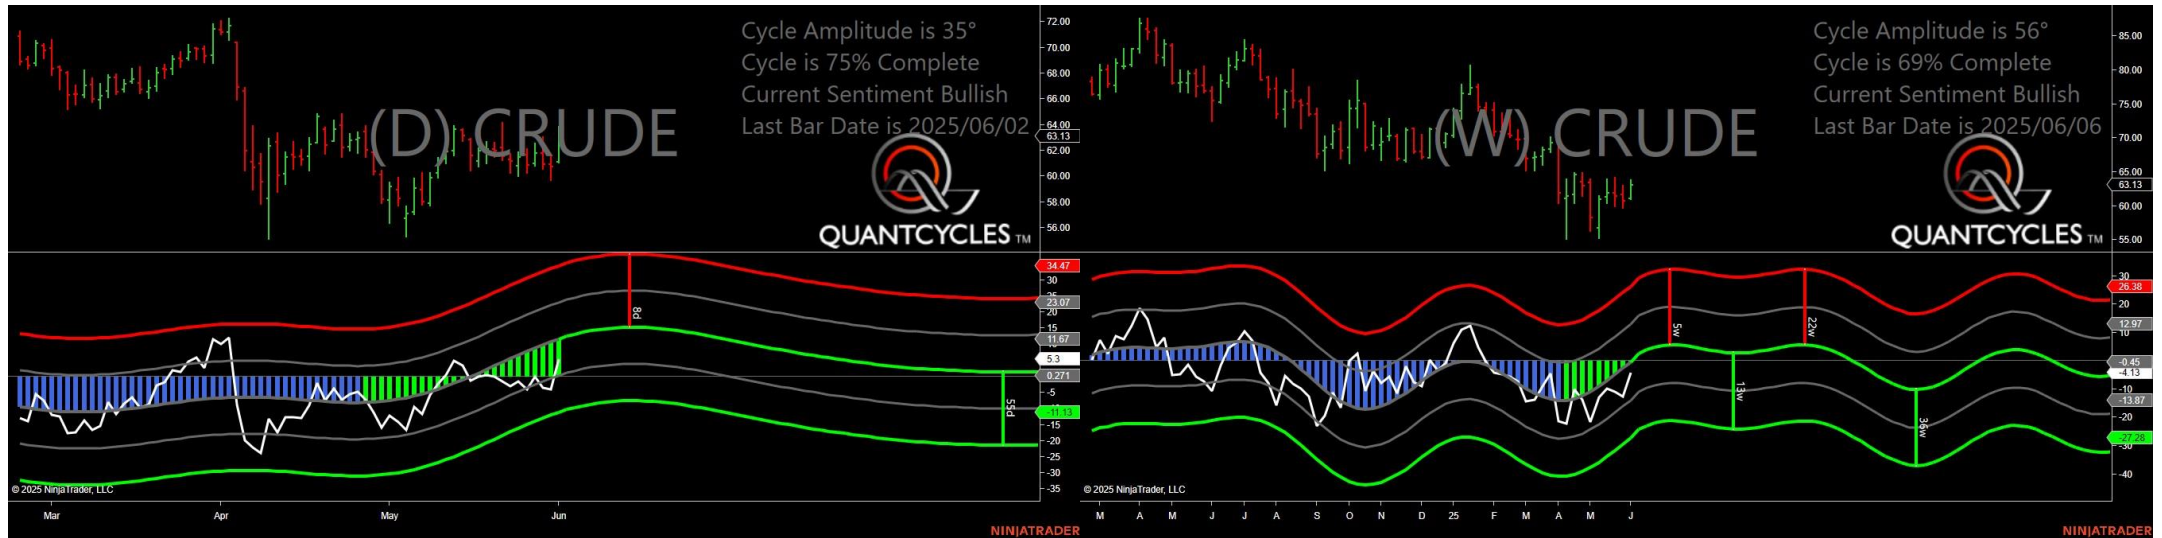 Cycle Amplitude is 35°
Cycle is 75% Complete
Current Sentiment Bullish
Last Bar Date is 2025/06/02
(D) CRUDE
QUANTCYCLES TM
72.00
70.00
68.00
66.00
64.00
63.13
62.00
60.00
58.00
56.00
34.47
30
25
23.07
20
15
11.67
5.3
0.271
-5
-11.13
-15
-20
-25
-30
-35
8d
55d
© 2025 NinjaTrader, LLC
Mar Apr May Jun
NINJATRADER
Cycle Amplitude is 56°
Cycle is 69% Complete
Current Sentiment Bullish
Last Bar Date is 2025/06/06
(W) CRUDE
QUANTCYCLES TM
85.00
80.00
75.00
70.00
65.00
63.13
60.00
55.00
30
26.38
20
12.97
10
-0.45
-4.13
-10
-13.87
-20
-27.28
-30
-40
5w
22w
13w
36w
© 2025 NinjaTrader, LLC
M A M J J A S O N D 25 F M A M J
NINJATRADER